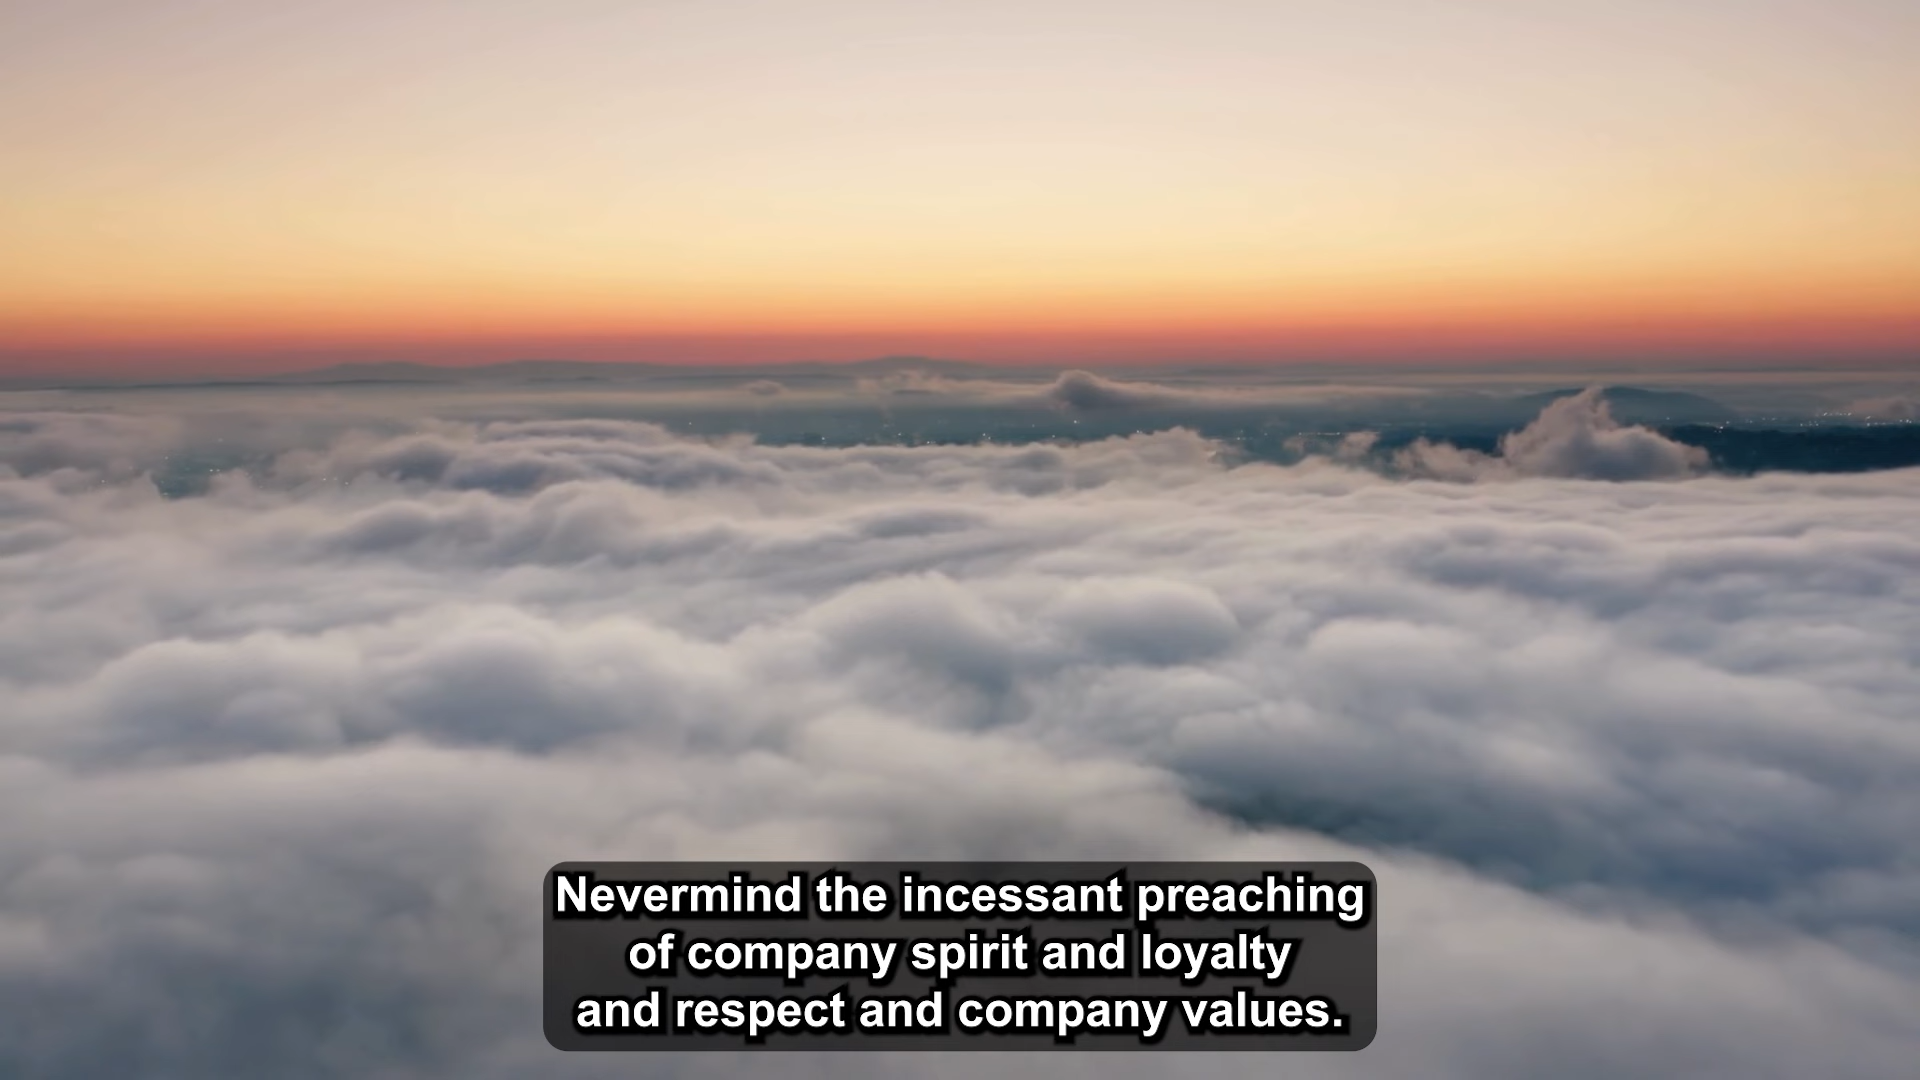 Nevermind the incessant preaching
of company spirit and loyalty
and respect and company values.